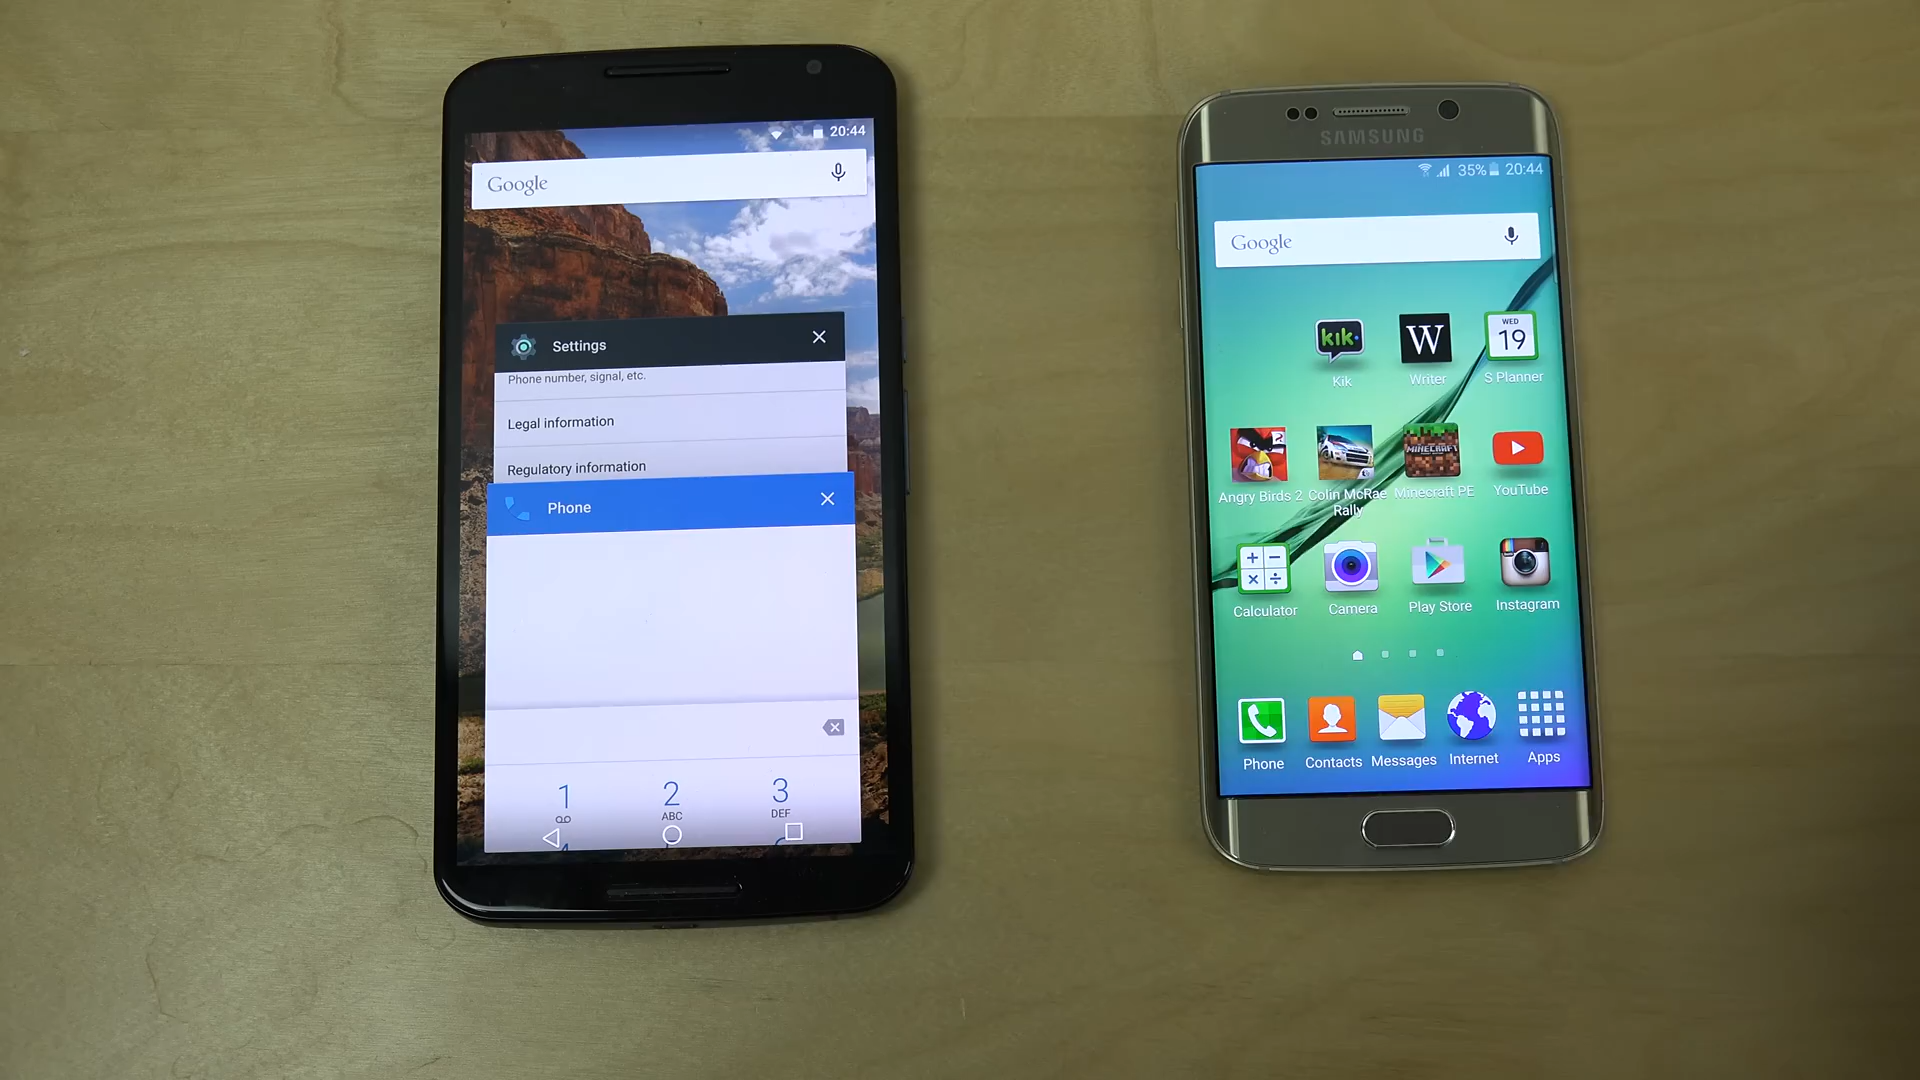 20:44
Google
Settings
Phone number, signal, etc.
Legal information
Regulatory information
Phone
1 2 3
ABC DEF
SAMSUNG
35% 20:44
Google
kik·
W
WED
19
Kik Writer S Planner
MINECRAFT
Angry Birds 2 Colin McRae Minecraft PE YouTube
Rally
Calculator Camera Play Store Instagram
Phone Contacts Messages Internet Apps